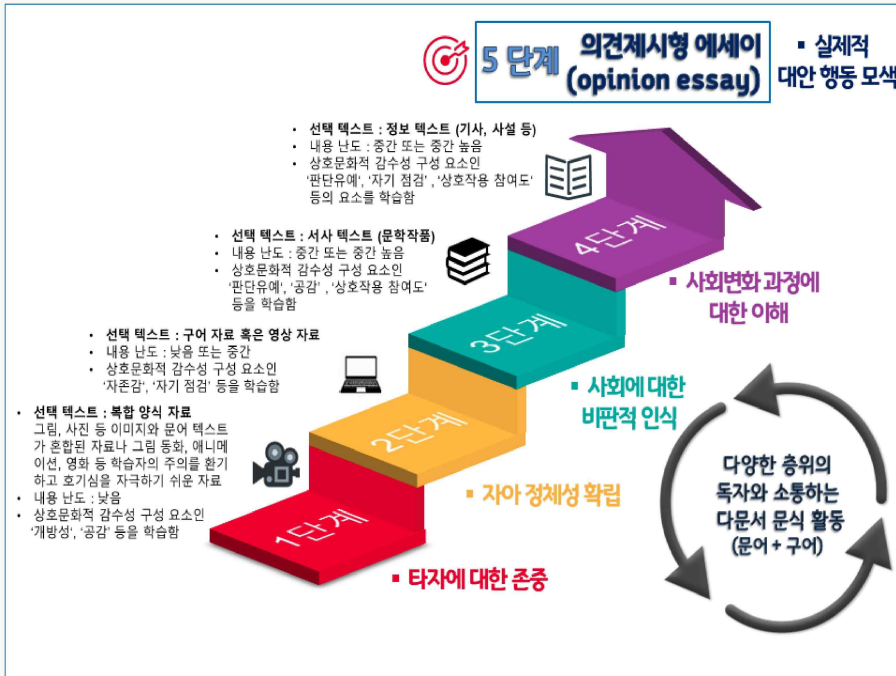 5 단계
의견제시형 에세이
(opinion essay)
▪ 실제적
대안 행동 모색
• 선택 텍스트 : 정보 텍스트 (기사, 사설 등)
• 내용 난도 : 중간 또는 중간 높음
• 상호문화적 감수성 구성 요소인
'판단유예', '자기 점검' , '상호작용 참여도'
등의 요소를 학습함
4단계
▪ 사회변화 과정에
대한 이해
• 선택 텍스트 : 서사 텍스트 (문학작품)
• 내용 난도 : 중간 또는 중간 높음
• 상호문화적 감수성 구성 요소인
'판단유예', '공감' , '상호작용 참여도'
등을 학습함
3단계
▪ 사회에 대한
비판적 인식
• 선택 텍스트 : 구어 자료 혹은 영상 자료
• 내용 난도 : 낮음 또는 중간
• 상호문화적 감수성 구성 요소인
'자존감', '자기 점검' 등을 학습함
2단계
▪ 자아 정체성 확립
• 선택 텍스트 : 복합 양식 자료
그림, 사진 등 이미지와 문어 텍스트
가 혼합된 자료나 그림 동화, 애니메
이션, 영화 등 학습자의 주의를 환기
하고 호기심을 자극하기 쉬운 자료
• 내용 난도 : 낮음
• 상호문화적 감수성 구성 요소인
'개방성', '공감' 등을 학습함
1단계
▪ 타자에 대한 존중
다양한 층위의
독자와 소통하는
다문서 문식 활동
(문어 + 구어)